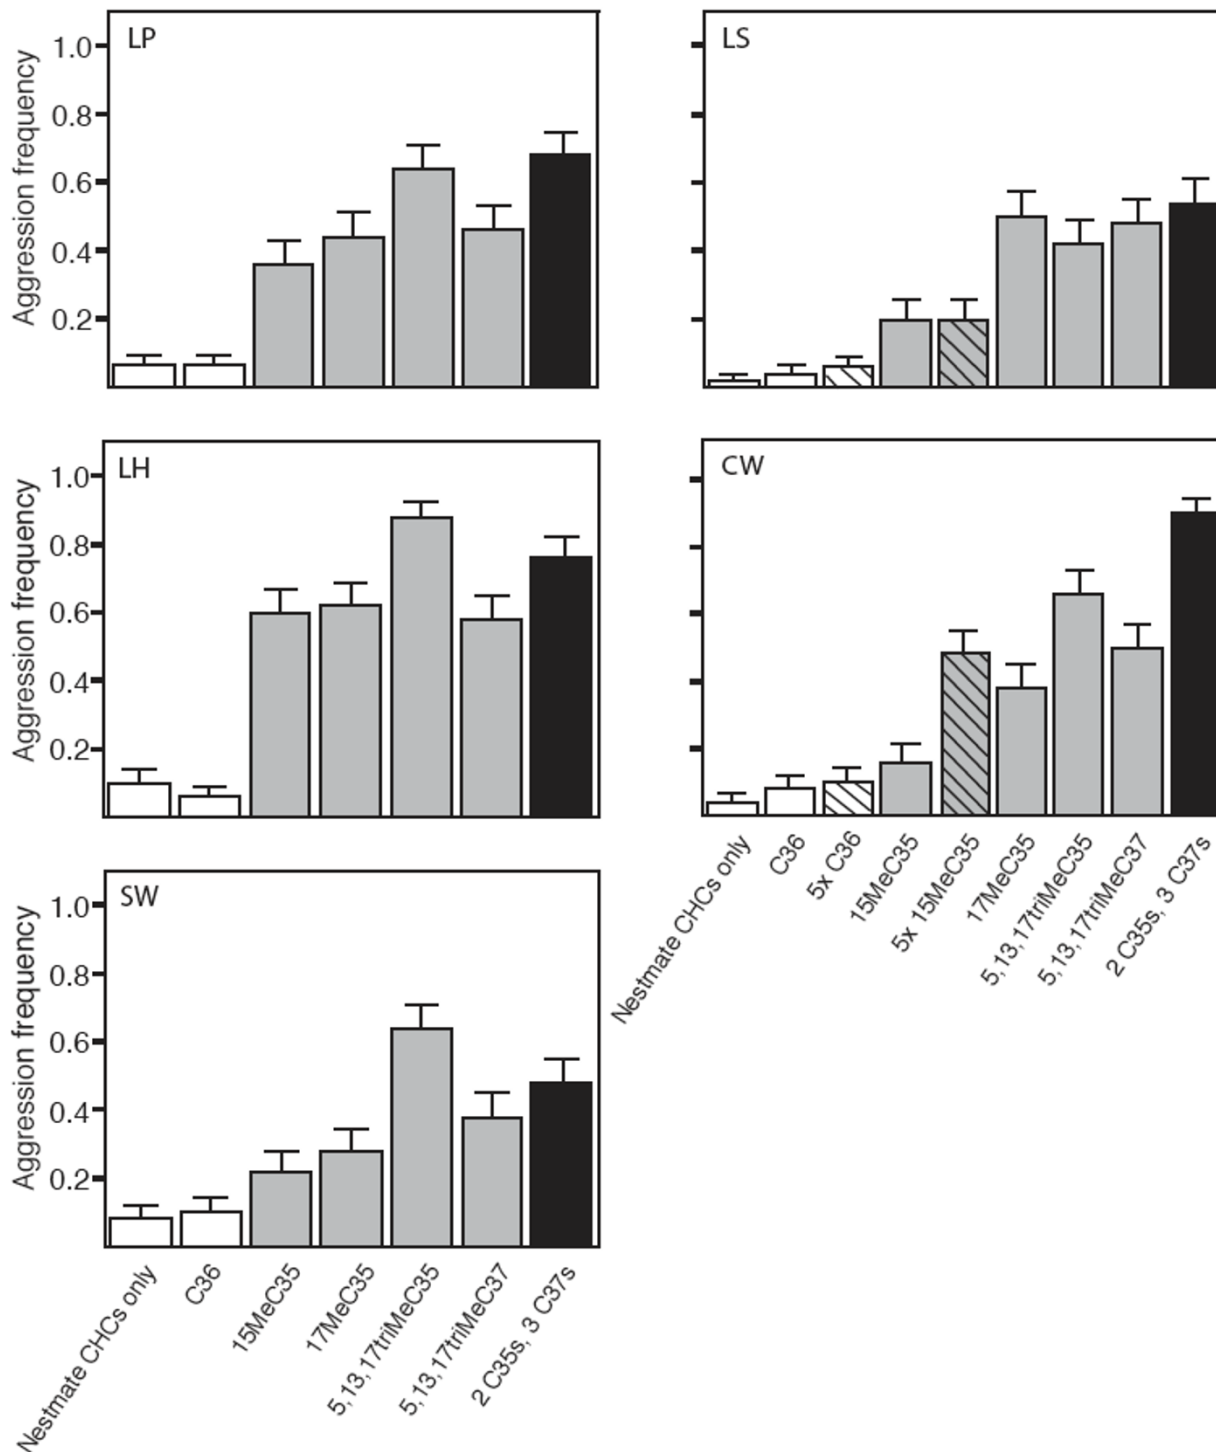 LP
Aggression frequency
1.0
0.8
0.6
0.4
0.2
LS
LH
Aggression frequency
1.0
0.8
0.6
0.4
0.2
CW
Nestmate CHCs only
C36
5x C36
15MeC35
5x 15MeC35
17MeC35
5,13,17triMeC35
5,13,17triMeC37
2 C35s, 3 C37s
SW
Aggression frequency
1.0
0.8
0.6
0.4
0.2
Nestmate CHCs only
C36
15MeC35
17MeC35
5,13,17triMeC35
5,13,17triMeC37
2 C35s, 3 C37s